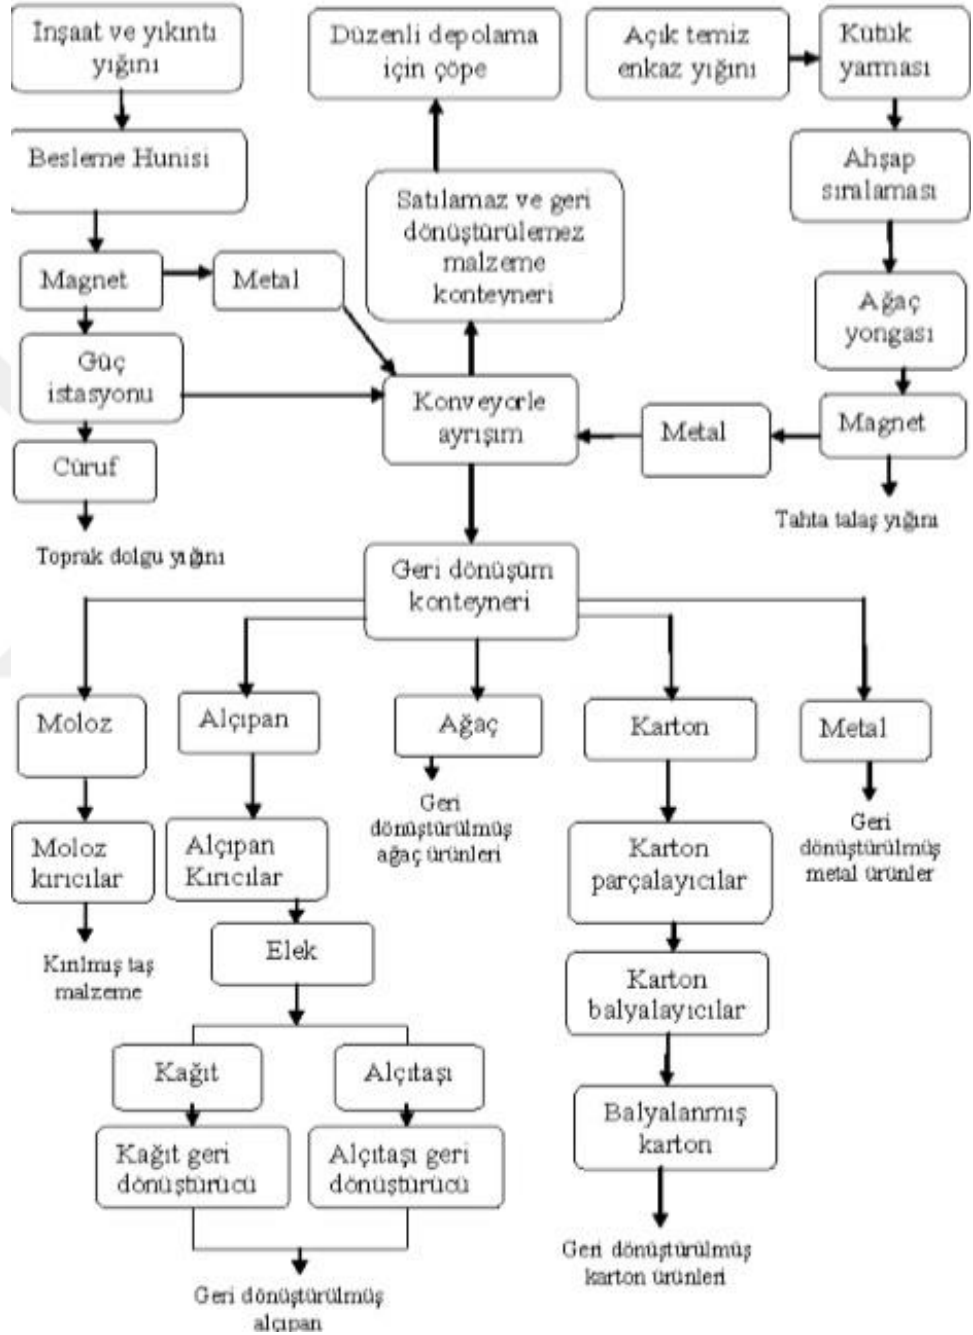 İnşaat ve yıkıntı
yığını
Düzenli depolama
için çöpe
Açık temiz
enkaz yığını
Kütük
yarması
Besleme Hunisi
Ahşap
sıralaması
Satılamaz ve geri
dönüştürülemez
malzeme
konteyneri
Magnet
Metal
Ağaç
yongası
Güç
istasyonu
Konveyorle
ayrışım
Metal
Magnet
Cüruf
Tahta talaş yığını
Toprak dolgu yığını
Geri dönüşüm
konteyneri
Moloz
Alçıpan
Ağaç
Karton
Metal
Geri
dönüştürülmüş
ağaç ürünleri
Geri
dönüştürülmüş
metal ürünler
Moloz
kırıcılar
Alçıpan
Kırıcılar
Karton
parçalayıcılar
Elek
Kırılmış taş
malzeme
Karton
balyalayıcılar
Kağıt
Alçıtaşı
Balyalanmış
karton
Kağıt geri
dönüştürücü
Alçıtaşı geri
dönüştürücü
Geri dönüştürülmüş
karton ürünleri
Geri dönüştürülmüş
alçıpan